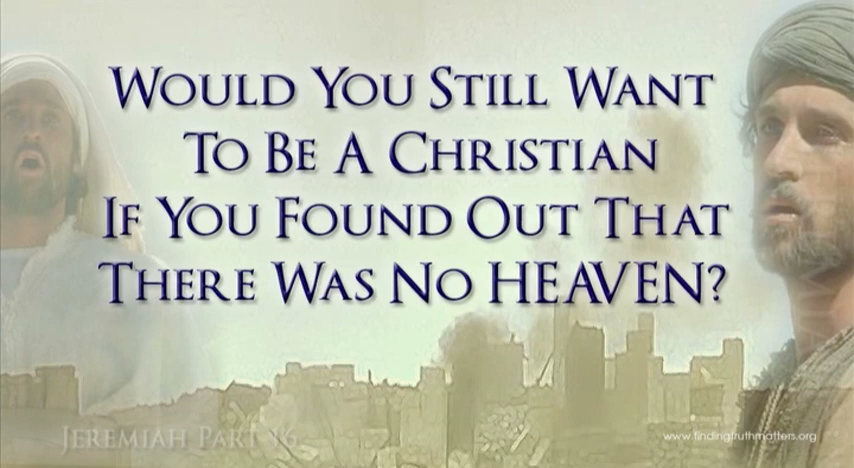 WOULD YOU STILL WANT
TO BE A CHRISTIAN
IF YOU FOUND OUT THAT
THERE WAS NO HEAVEN?
JEREMIAH PART 16
www.findingtruthmatters.org